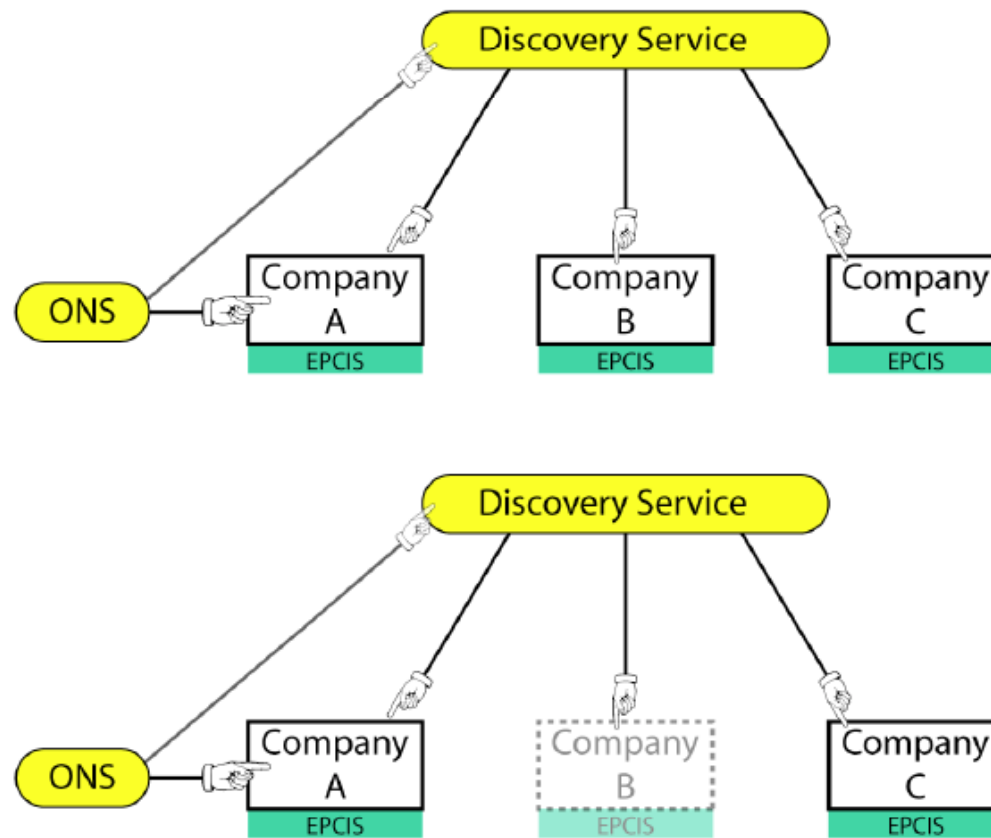 Discovery Service
ONS
Company
A
EPCIS
Company
B
EPCIS
Company
C
EPCIS
Discovery Service
ONS
Company
A
EPCIS
Company
B
EPCIS
Company
C
EPCIS